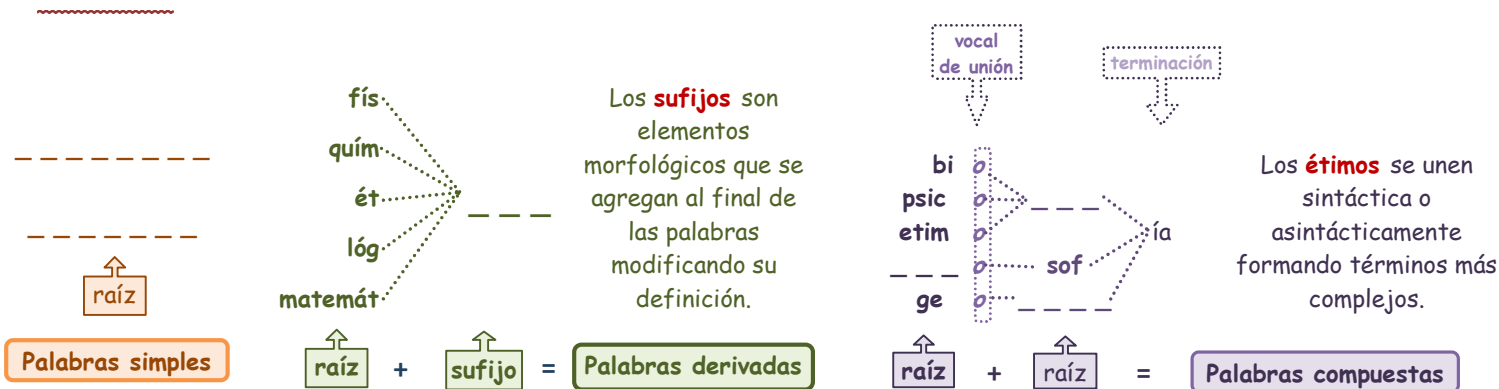 vocal
de unión
terminación
fís
quím
ét
lóg
matemát
_ _ _ _ _ _ _ _
_ _ _ _ _ _ _
raíz
Palabras simples
_ _ _
raíz + sufijo = Palabras derivadas
Los sufijos son
elementos
morfológicos que se
agregan al final de
las palabras
modificando su
definición.
bi o
psic o _ _ _
etim o ía
_ _ _ o sof
ge o _ _ _ _
raíz + raíz = Palabras compuestas
Los étimos se unen
sintáctica o
asintácticamente
formando términos más
complejos.